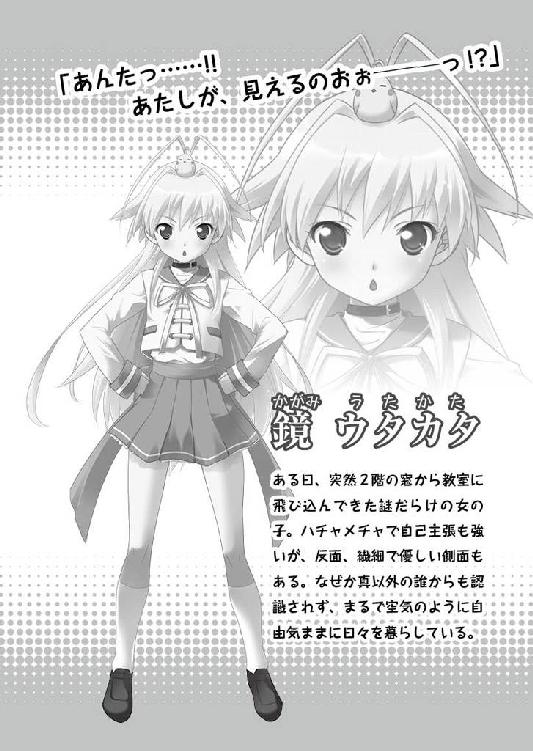 「あんたっ……!!
あたしが、見えるのおぉ―――っ!?」
かがみ うたかた
鏡 ウタカタ
ある日、突然2階の窓から教室に
飛び込んできた謎だらけの女の
子。ハチャメチャで自己主張も強
いが、反面、繊細で優しい側面も
ある。なぜか真以外の誰からも認
識されず、まるで空気のように自
由気ままに日々を暮らしている。